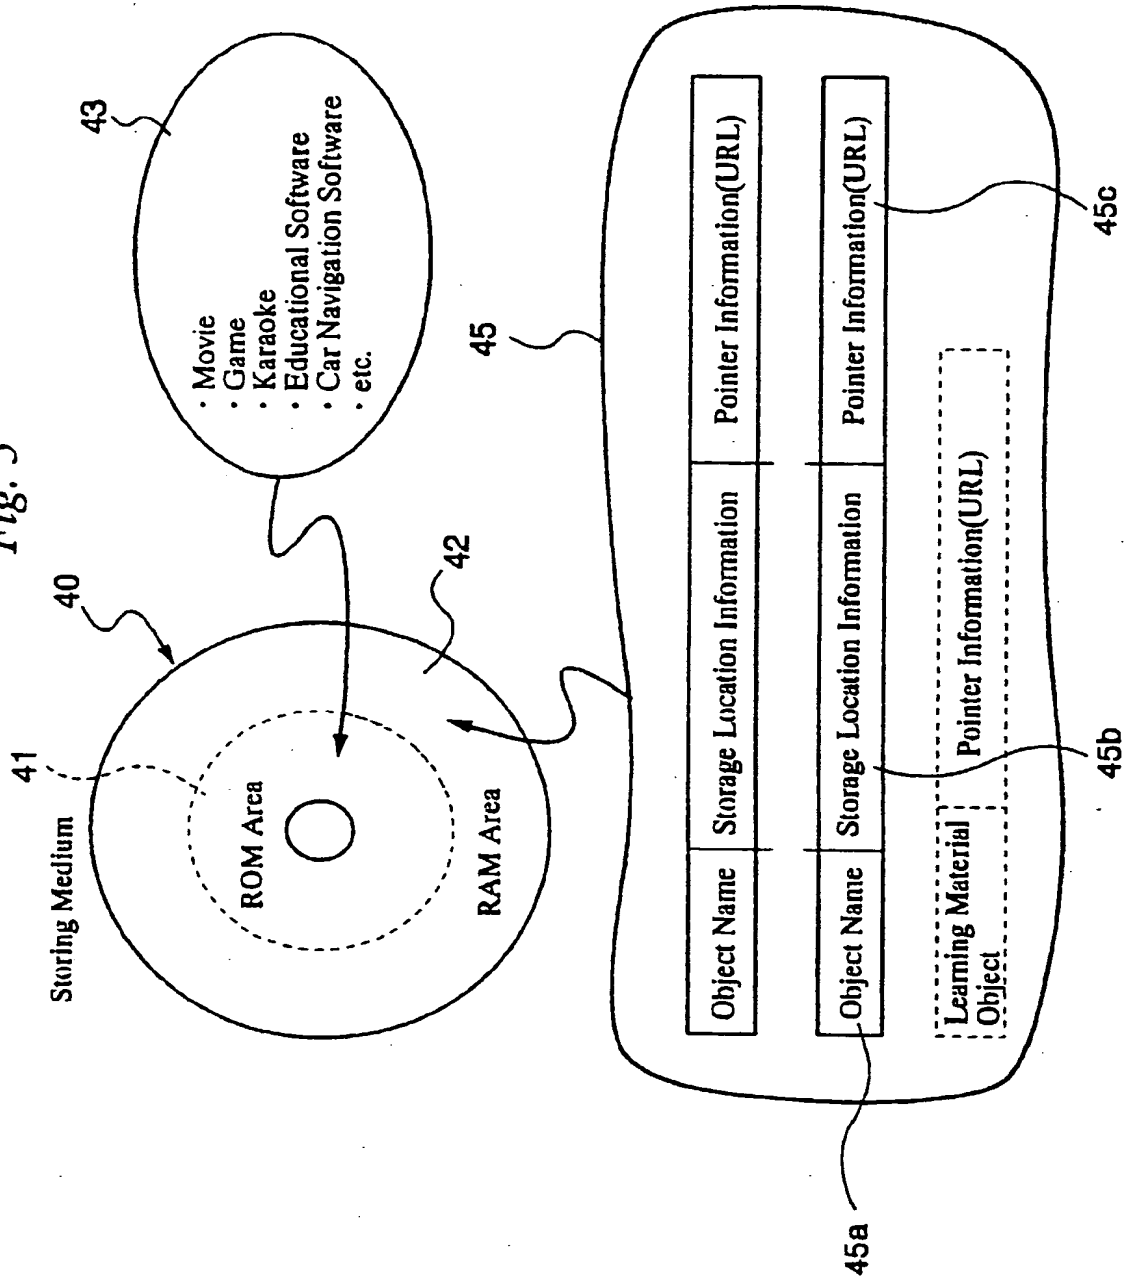 Fig. 5
Storing Medium
40
41
ROM Area
RAM Area
42
43
· Movie
· Game
· Karaoke
· Educational Software
· Car Navigation Software
· etc.
45
Object Name
Storage Location Information
Pointer Information(URL)
Object Name
Storage Location Information
Pointer Information(URL)
Learning Material
Object
Pointer Information(URL)
45a
45b
45c